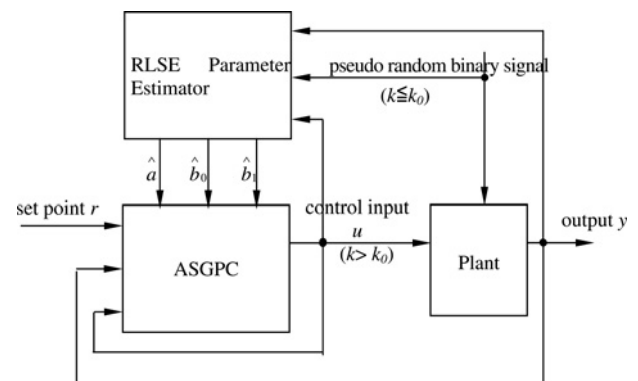 RLSE Parameter
Estimator
pseudo random binary signal
(k≦k₀)
â b̂₀ b̂₁
set point r
control input
u
(k> k₀)
ASGPC
Plant
output y